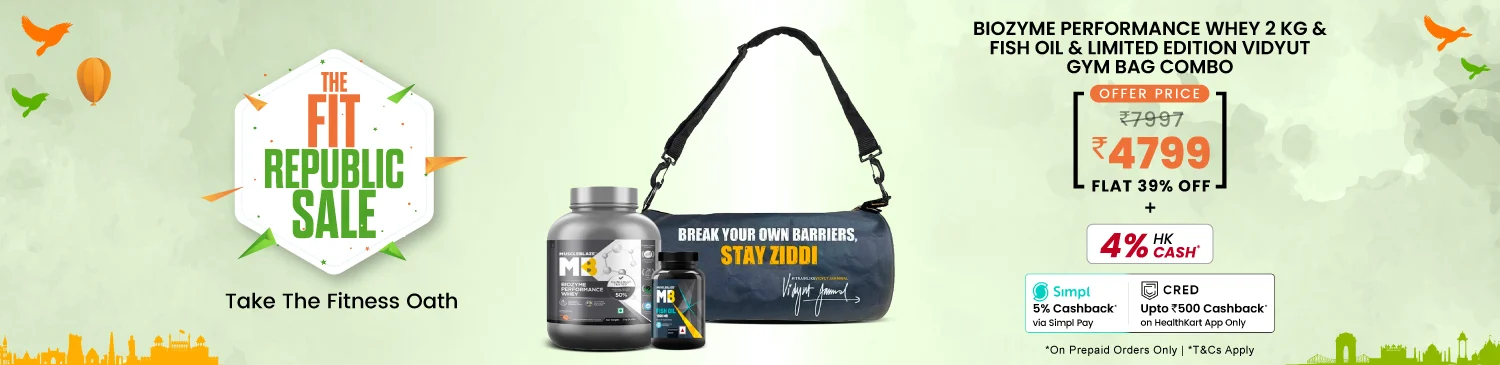 THE
FIT
REPUBLIC
SALE
Take The Fitness Oath
BREAK YOUR OWN BARRIERS,
STAY ZIDDI
MUSCLEBLAZE
MB
BIOZYME
PERFORMANCE
WHEY
50%
MUSCLEBLAZE
MB
FISH OIL
BIOZYME PERFORMANCE WHEY 2 KG &
FISH OIL & LIMITED EDITION VIDYUT
GYM BAG COMBO
OFFER PRICE
₹7997
₹4799
FLAT 39% OFF
+
4% HK
CASH*
Simpl
5% Cashback*
via Simpl Pay
CRED
Upto ₹500 Cashback*
on HealthKart App Only
*On Prepaid Orders Only | *T&Cs Apply